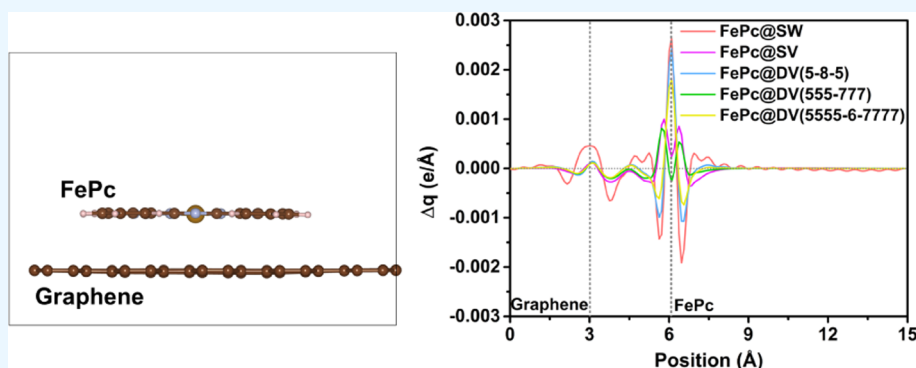 FePc
Graphene
Δq (e/Å)
0.003
0.002
0.001
0.000
-0.001
-0.002
-0.003
FePc@SW
FePc@SV
FePc@DV(5-8-5)
FePc@DV(555-777)
FePc@DV(5555-6-7777)
Graphene
FePc
0 3 6 9 12 15
Position (Å)